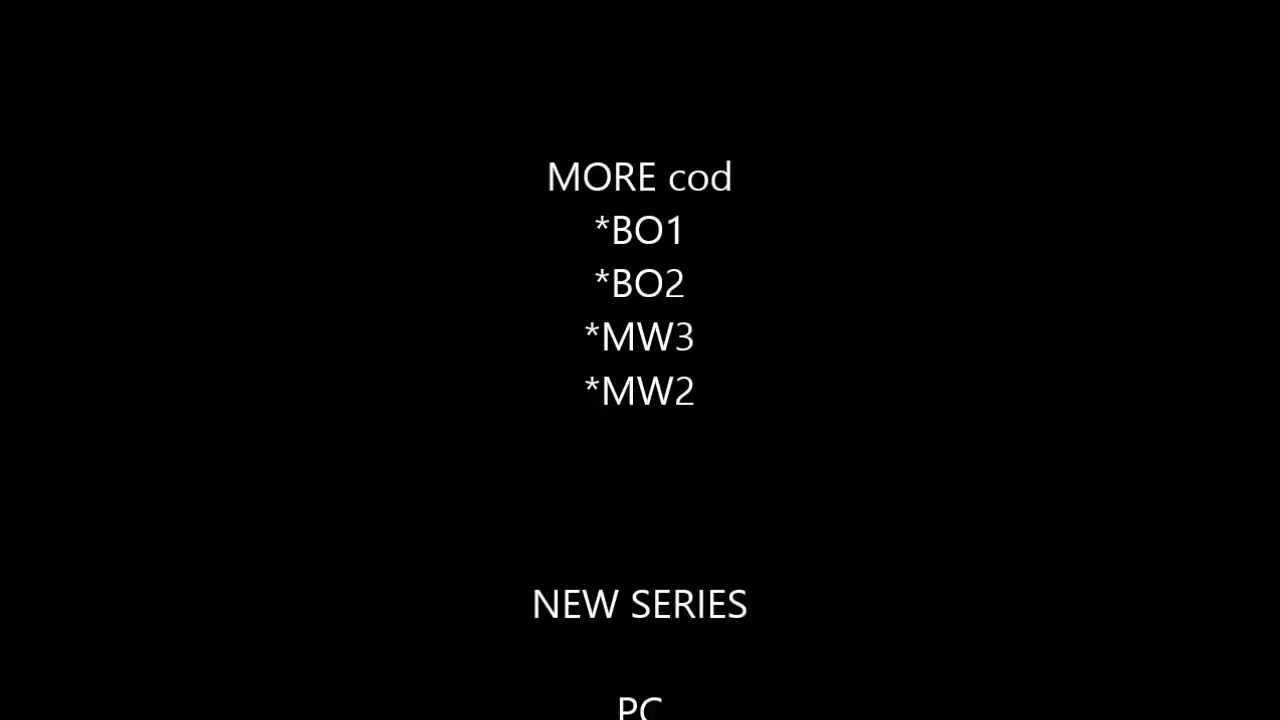 MORE cod
*BO1
*BO2
*MW3
*MW2
NEW SERIES
PC